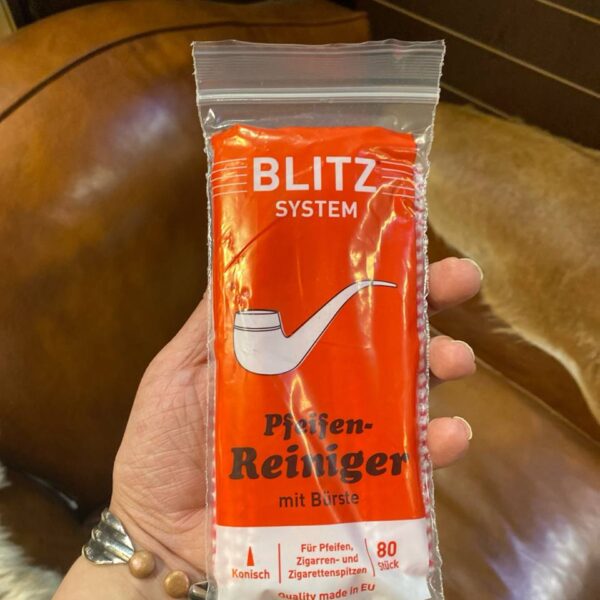 BLITZ
SYSTEM
Pfeifen-
Reiniger
mit Bürste
Konisch
Für Pfeifen,
Zigarren- und
Zigarettenspitzen
80
Stück
Quality made in EU